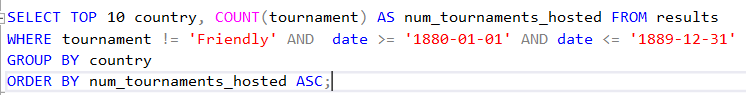 SELECT TOP 10 country, COUNT(tournament) AS num_tournaments_hosted FROM results
WHERE tournament != 'Friendly' AND  date >= '1880-01-01' AND date <= '1889-12-31'
GROUP BY country
ORDER BY num_tournaments_hosted ASC;